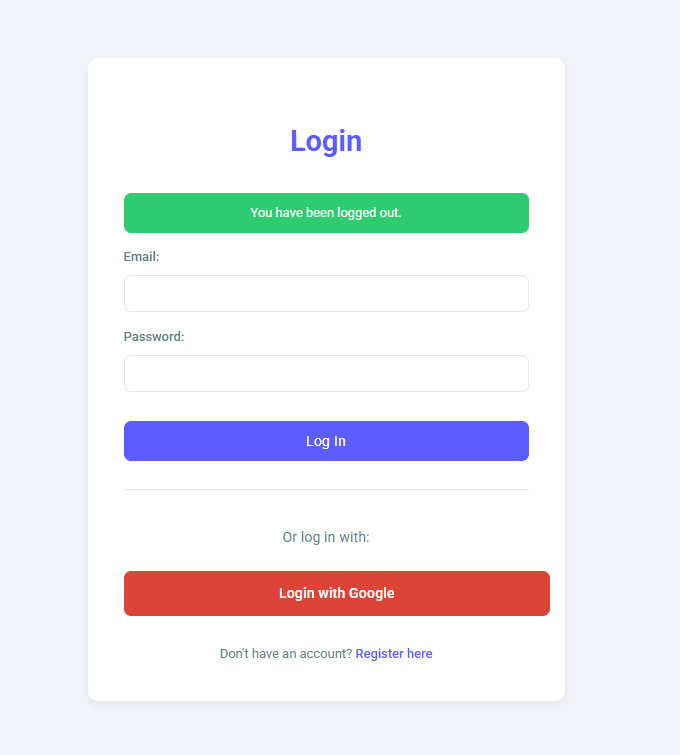 Login
You have been logged out.
Email:
Password:
Log In
Or log in with:
Login with Google
Don't have an account? Register here